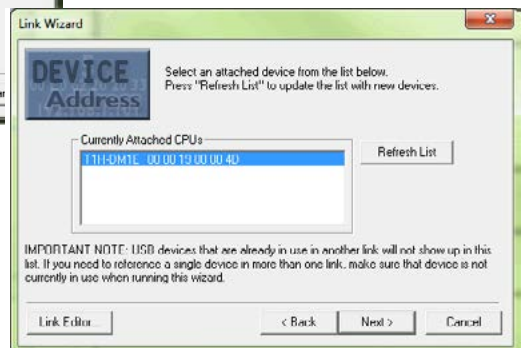 Link Wizard
DEVICE
Address
Select an attached device from the list below.
Press "Refresh List" to update the list with new devices.
Currently Attached CPUs
T1H-DM1E 00 00 19 00 00 4D
Refresh List
IMPORTANT NOTE: USB devices that are already in use in another link will not show up in this
list. If you need to reference a single device in more than one link, make sure that device is not
currently in use when running this wizard.
Link Editor...
< Back
Next >
Cancel